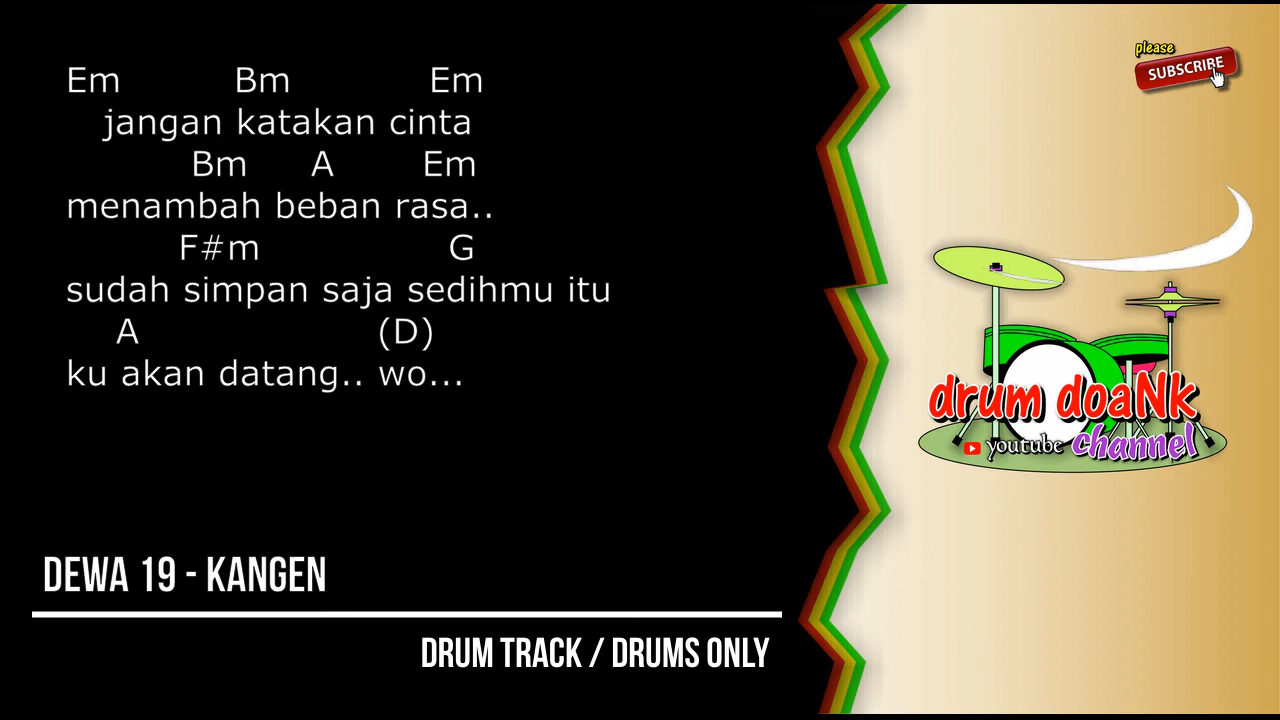 Em Bm Em
jangan katakan cinta
Bm A Em
menambah beban rasa..
F#m G
sudah simpan saja sedihmu itu
A (D)
ku akan datang.. wo...
DEWA 19 - KANGEN
DRUM TRACK / DRUMS ONLY
please
SUBSCRIBE
drum doaNk
youtube channel